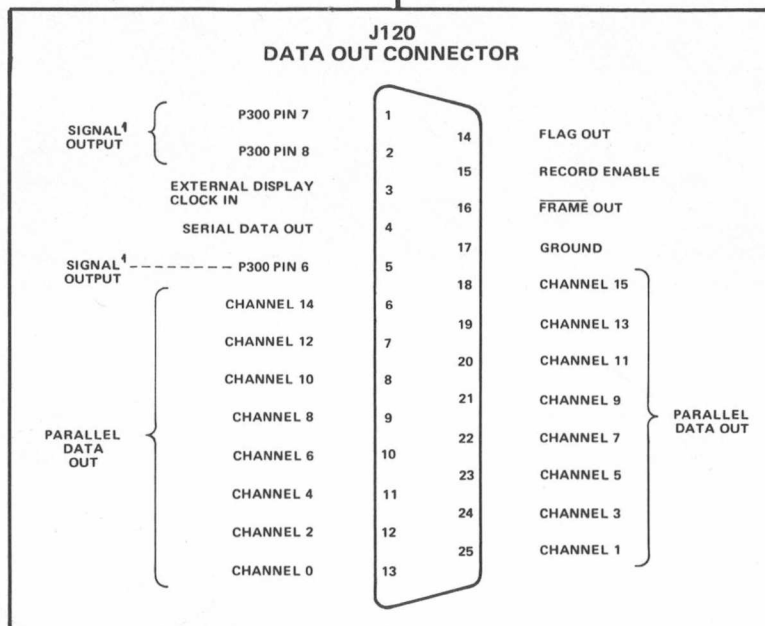 J120
DATA OUT CONNECTOR
SIGNAL¹
OUTPUT
P300 PIN 7
1
P300 PIN 8
2
EXTERNAL DISPLAY
CLOCK IN
3
SERIAL DATA OUT
4
SIGNAL¹
OUTPUT
P300 PIN 6
5
CHANNEL 14
6
CHANNEL 12
7
CHANNEL 10
8
CHANNEL 8
9
CHANNEL 6
10
CHANNEL 4
11
CHANNEL 2
12
CHANNEL 0
13
PARALLEL
DATA
OUT
14
FLAG OUT
15
RECORD ENABLE
16
F̅R̅A̅M̅E̅ OUT
17
GROUND
18
CHANNEL 15
19
CHANNEL 13
20
CHANNEL 11
21
CHANNEL 9
22
CHANNEL 7
23
CHANNEL 5
24
CHANNEL 3
25
CHANNEL 1
PARALLEL
DATA OUT